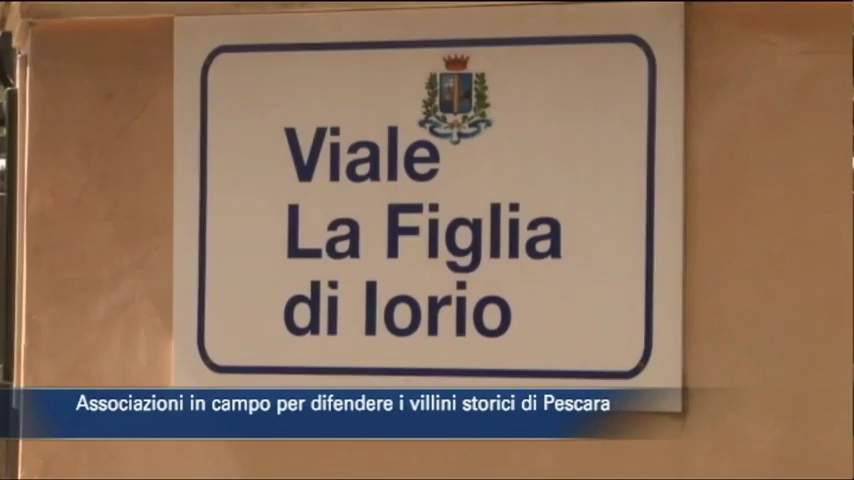 Viale
La Figlia
di Iorio
Associazioni in campo per difendere i villini storici di Pescara